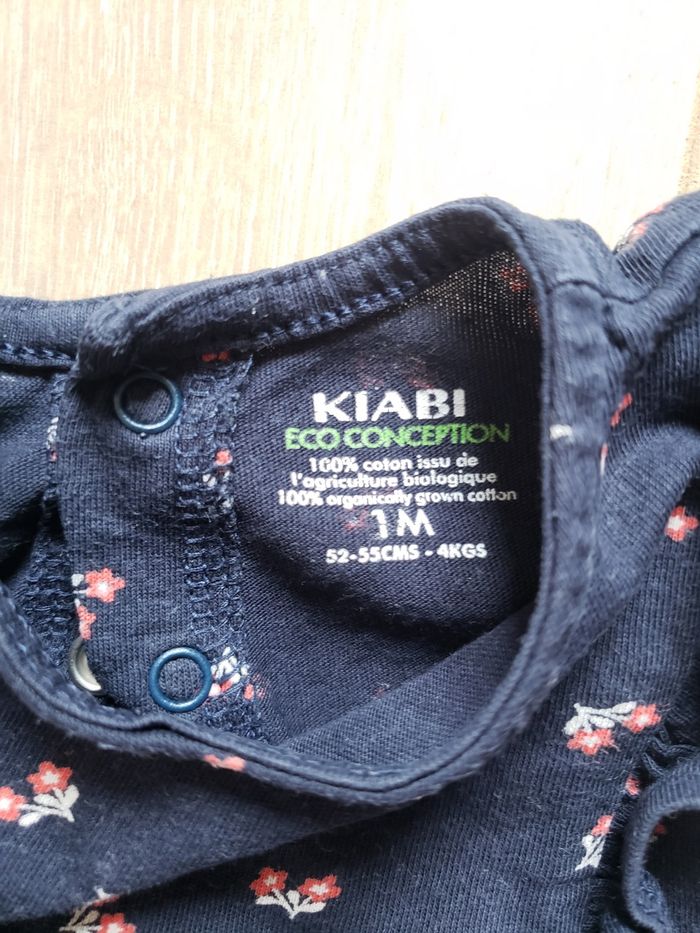 KIABI
ECO CONCEPTION
100% coton issu de
l'agriculture biologique
100% organically grown cotton
1M
52-55CMS - 4KGS